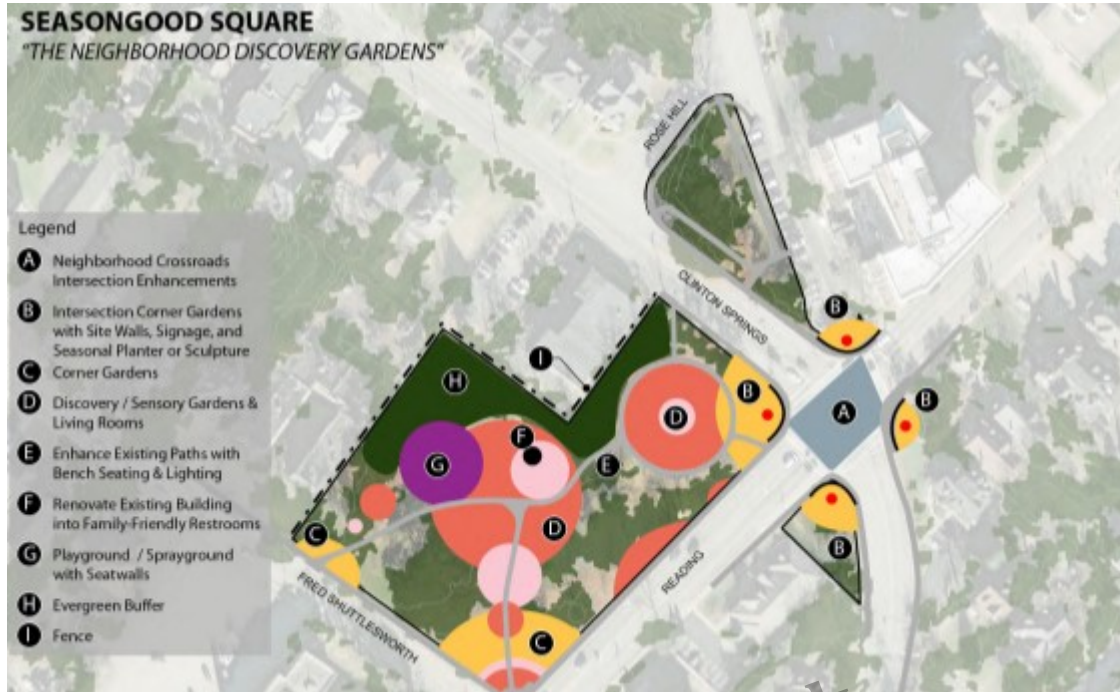 SEASONGOOD SQUARE
"THE NEIGHBORHOOD DISCOVERY GARDENS"
Legend
A Neighborhood Crossroads
Intersection Enhancements
B Intersection Corner Gardens
with Site Walls, Signage, and
Seasonal Planter or Sculpture
C Corner Gardens
D Discovery / Sensory Gardens &
Living Rooms
E Enhance Existing Paths with
Bench Seating & Lighting
F Renovate Existing Building
into Family-Friendly Restrooms
G Playground / Sprayground
with Seatwalls
H Evergreen Buffer
I Fence
ROSE HILL
CLINTON SPRINGS
B
I
H
B
B
A
D
F
G
E
D
B
C
READING
FRED SHUTTLESWORTH
C